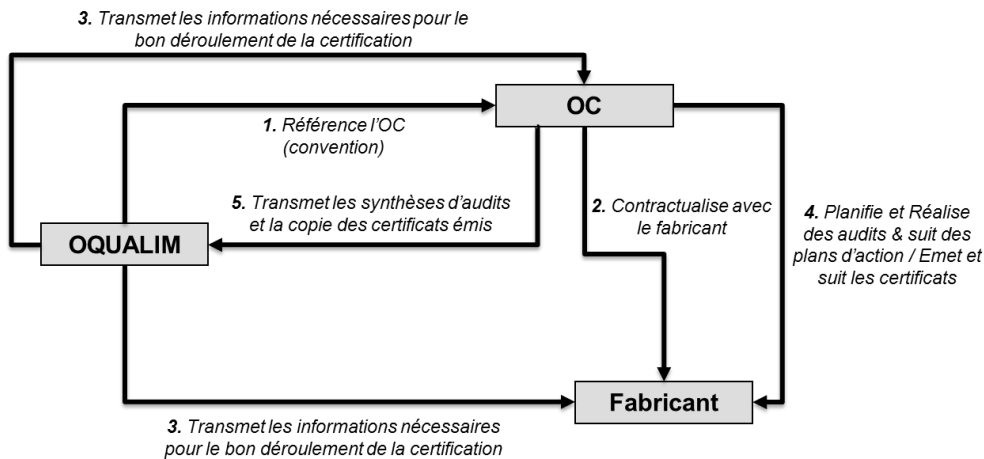 3. Transmet les informations nécessaires pour le
bon déroulement de la certification
OC
1. Référence l’OC
(convention)
5. Transmet les synthèses d’audits
et la copie des certificats émis
2. Contractualise avec
le fabricant
4. Planifie et Réalise
des audits & suit des
plans d’action / Emet et
suit les certificats
OQUALIM
Fabricant
3. Transmet les informations nécessaires
pour le bon déroulement de la certification